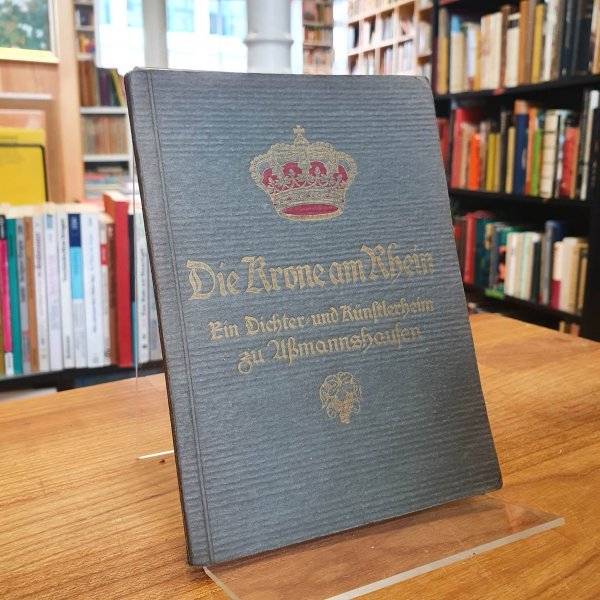 Die Krone am Rhein
Ein Dichter- und Künstlerheim
zu Aßmannshausen